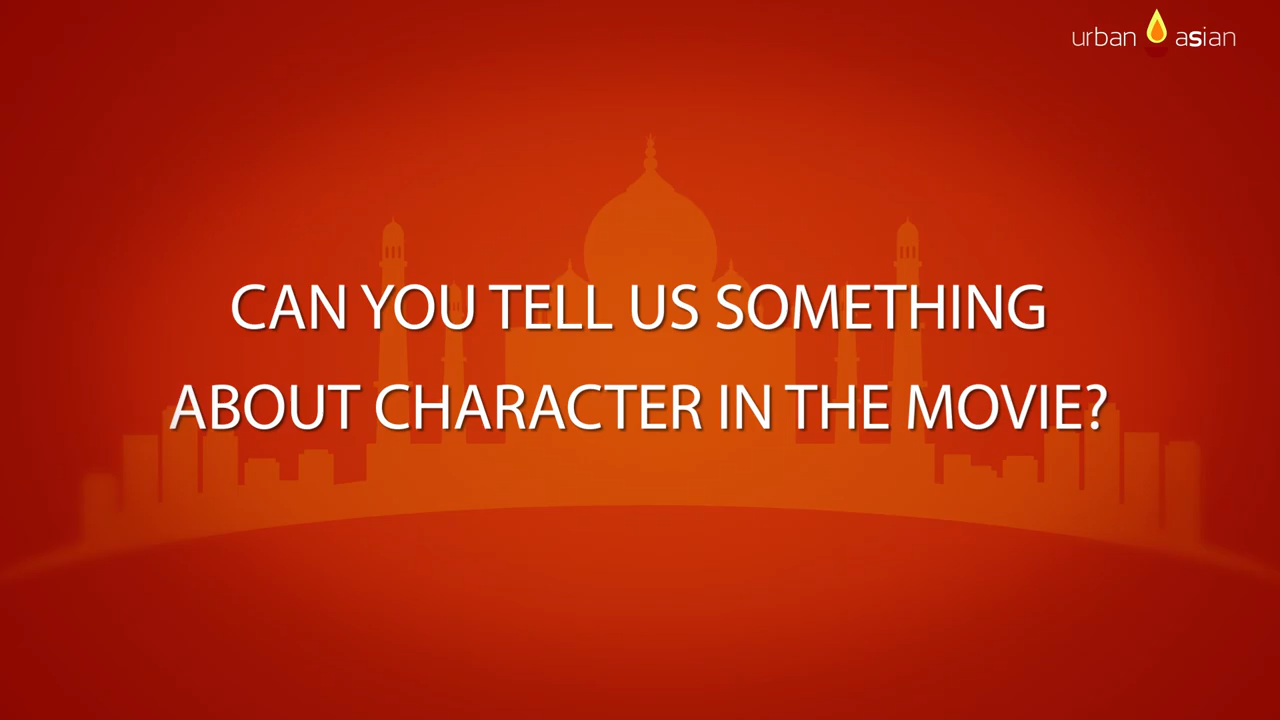 urban asian
CAN YOU TELL US SOMETHING
ABOUT CHARACTER IN THE MOVIE?